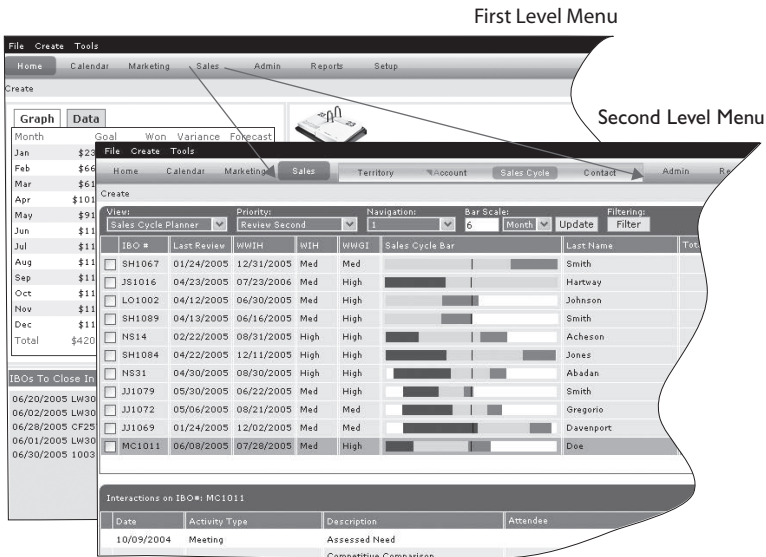 First Level Menu
File Create Tools
Home Calendar Marketing Sales Admin Reports Setup
Create
Second Level Menu
Graph Data
Month Goal Won Variance Forecast
Jan $23
Feb $66
Mar $61
Apr $101
May $91
Jun $11
Jul $11
Aug $11
Sep $11
Oct $11
Nov $11
Dec $11
Total $420
IBOs To Close In
06/20/2005 LW30
06/02/2005 LW30
06/28/2005 CF25
06/01/2005 LW30
06/30/2005 1003
File Create Tools
Home Calendar Marketing Sales Territory Account Sales Cycle Contact Admin
Create
View: Priority: Navigation: Bar Scale: Filtering:
Sales Cycle Planner Review Second 1 6 Month Update Filter
IBO # Last Review WWIH WIH WWGI Sales Cycle Bar Last Name Tot
SH1067 01/24/2005 12/31/2005 Med Med Smith
JS1016 04/23/2005 07/23/2006 Med High Hartway
LO1002 04/12/2005 06/30/2005 Med High Johnson
SH1089 04/13/2005 06/16/2005 Med Med Smith
NS14 02/22/2005 08/31/2005 High High Acheson
SH1084 04/22/2005 12/11/2005 High High Jones
NS31 04/30/2005 08/30/2005 High High Abadan
JJ1079 05/30/2005 06/22/2005 Med High Smith
JJ1072 05/06/2005 08/21/2005 Med Med Gregorio
JJ1069 01/24/2005 12/02/2005 Med Med Davenport
MC1011 06/08/2005 07/28/2005 Med High Doe
Interactions on IBO#: MC1011
Date Activity Type Description Attendee
10/09/2004 Meeting Assessed Need
Competitive Comparison